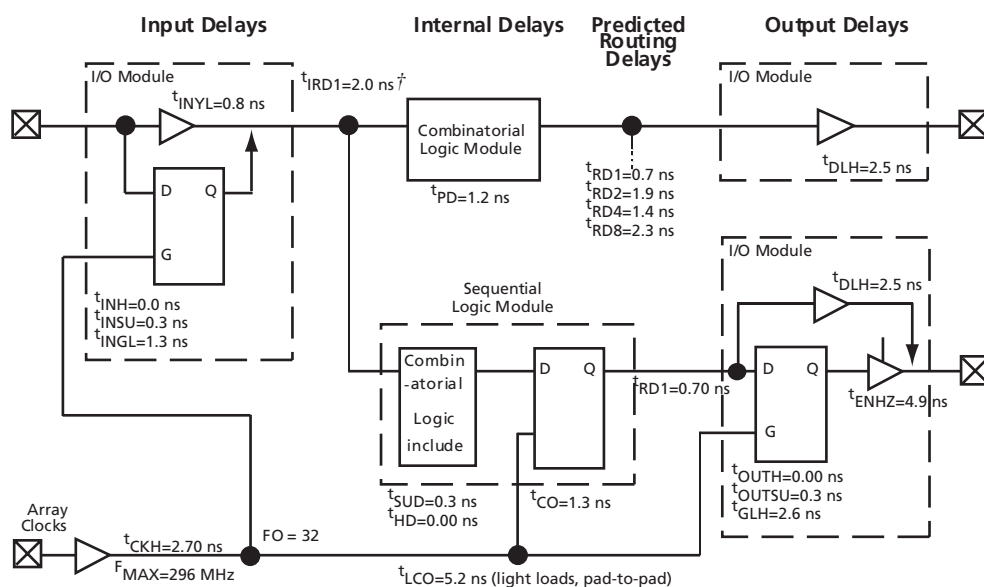 Input Delays
Internal Delays
Predicted
Routing
Delays
Output Delays
I/O Module
tINYL=0.8 ns
tIRD1=2.0 ns†
D
Q
G
tINH=0.0 ns
tINSU=0.3 ns
tINGL=1.3 ns
Combinatorial
Logic Module
tPD=1.2 ns
tRD1=0.7 ns
tRD2=1.9 ns
tRD4=1.4 ns
tRD8=2.3 ns
I/O Module
tDLH=2.5 ns
Sequential
Logic Module
Combin
-atorial
Logic
include
D
Q
tSUD=0.3 ns
tHD=0.00 ns
tCO=1.3 ns
tRD1=0.70 ns
I/O Module
tDLH=2.5 ns
D
Q
G
tENHZ=4.9 ns
tOUTH=0.00 ns
tOUTSU=0.3 ns
tGLH=2.6 ns
Array
Clocks
tCKH=2.70 ns
FMAX=296 MHz
FO = 32
tLCO=5.2 ns (light loads, pad-to-pad)